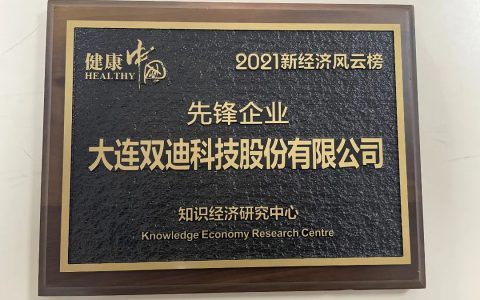 健康中国
HEALTHY
2021新经济风云榜
先锋企业
大连双迪科技股份有限公司
知识经济研究中心
Knowledge Economy Research Centre